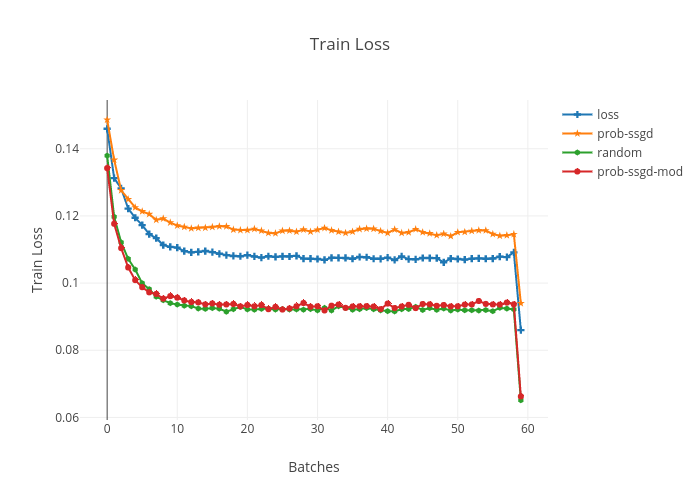 Train Loss
loss
prob-ssgd
random
prob-ssgd-mod
Train Loss
0.14
0.12
0.1
0.08
0.06
0
10
20
30
40
50
60
Batches